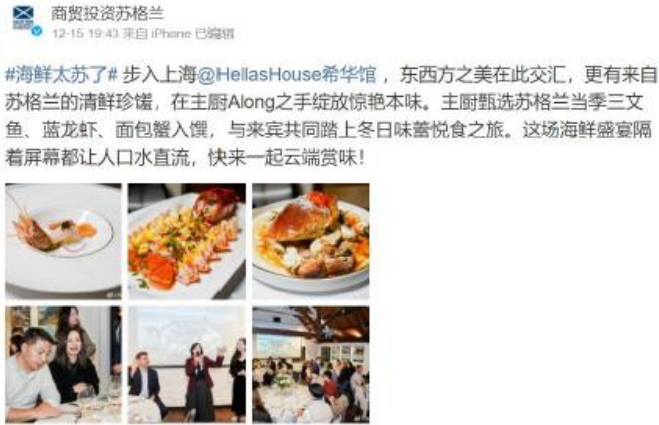 商贸投资苏格兰
12-15 19:43 来自 iPhone 已编辑
#海鲜太苏了# 步入上海@HellasHouse希华馆 ，东西方之美在此交汇，更有来自
苏格兰的清鲜珍馐，在主厨Along之手绽放惊艳本味。主厨甄选苏格兰当季三文
鱼、蓝龙虾、面包蟹入馔，与来宾共同踏上冬日味蕾悦食之旅。这场海鲜盛宴隔
着屏幕都让人口水直流，快来一起云端赏味！